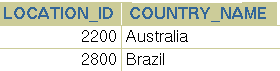 LOCATION_ID COUNTRY_NAME
2200 Australia
2800 Brazil